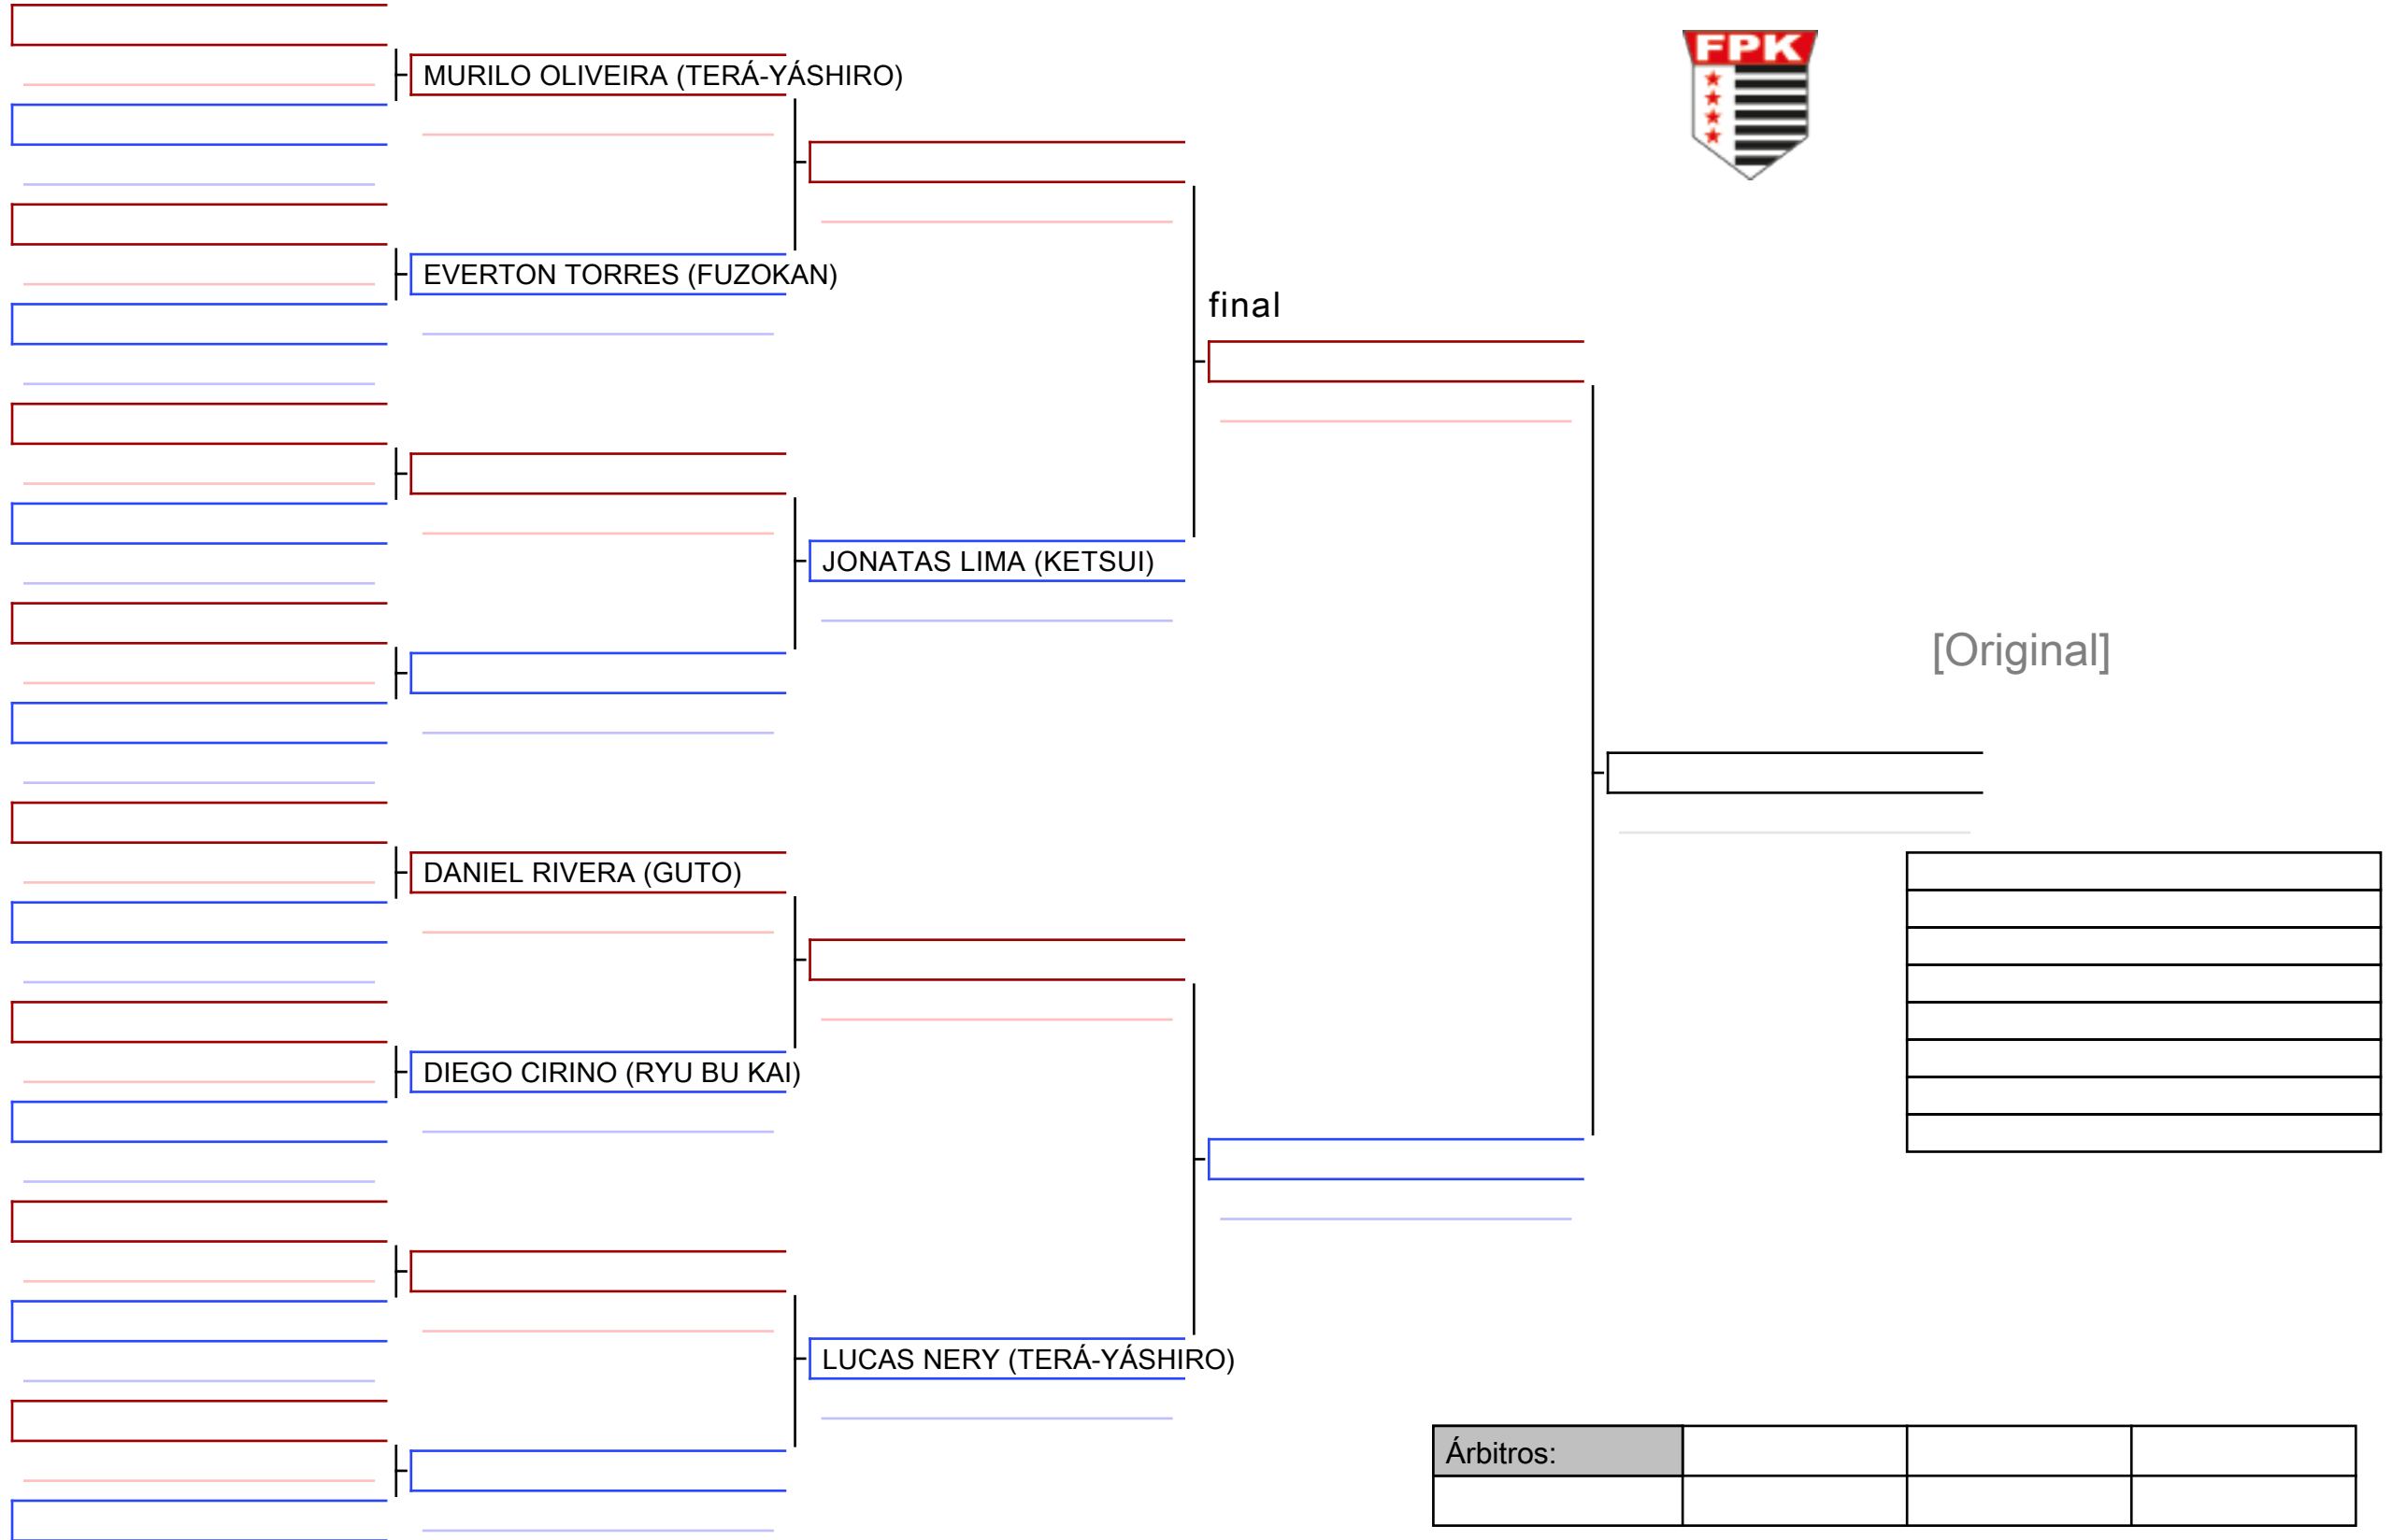 FPK
MURILO OLIVEIRA (TERÁ-YÁSHIRO)
EVERTON TORRES (FUZOKAN)
final
JONATAS LIMA (KETSUI)
[Original]
DANIEL RIVERA (GUTO)
DIEGO CIRINO (RYU BU KAI)
LUCAS NERY (TERÁ-YÁSHIRO)
Árbitros: